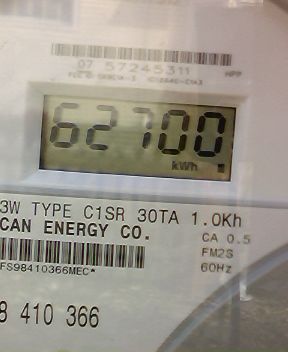 07 57245311
HPP
62700
kWh
3W TYPE C1SR 30TA 1.0Kh
CAN ENERGY CO.
CA 0.5
FM2S
60Hz
FS98410366MEC*
8 410 366